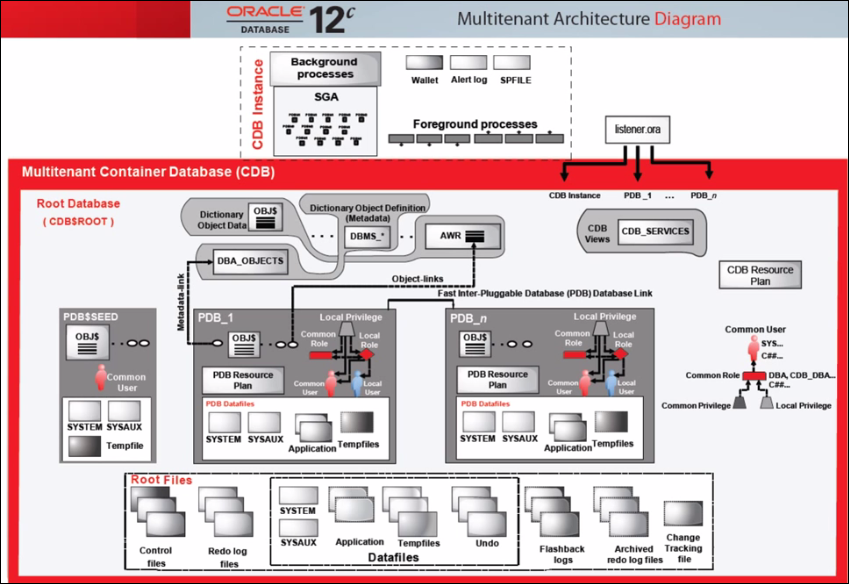 ORACLE
DATABASE
12c
Multitenant Architecture Diagram
CDB Instance
Background
processes
SGA
Wallet
Alert log
SPFILE
Foreground processes
listener.ora
Multitenant Container Database (CDB)
CDB Instance
PDB_1
...
PDB_n
Root Database
( CDB$ROOT )
Dictionary
Object Data
OBJ$
Dictionary Object Definition
(Metadata)
. . .
DBMS_*
. . .
AWR
CDB
Views
CDB_SERVICES
DBA_OBJECTS
Metadata-link
Object-links
Fast Inter-Pluggable Database (PDB) Database Link
CDB Resource
Plan
PDB$SEED
OBJ$
Common
User
SYSTEM
SYSAUX
Tempfile
PDB_1
OBJ$
Local Privilege
Common
Role
Local
Role
PDB Resource
Plan
Common
User
Local
User
PDB Datafiles
SYSTEM
SYSAUX
Application
Tempfiles
PDB_n
OBJ$
Local Privilege
Common
Role
Local
Role
PDB Resource
Plan
Common
User
Local
User
PDB Datafiles
SYSTEM
SYSAUX
Application
Tempfiles
Common User
SYS...
C##...
Common Role
DBA, CDB_DBA...
C##...
Common Privilege
Local Privilege
Root Files
Control
files
Redo log
files
SYSTEM
SYSAUX
Application
Tempfiles
Undo
Datafiles
Flashback
logs
Archived
redo log files
Change
Tracking
file